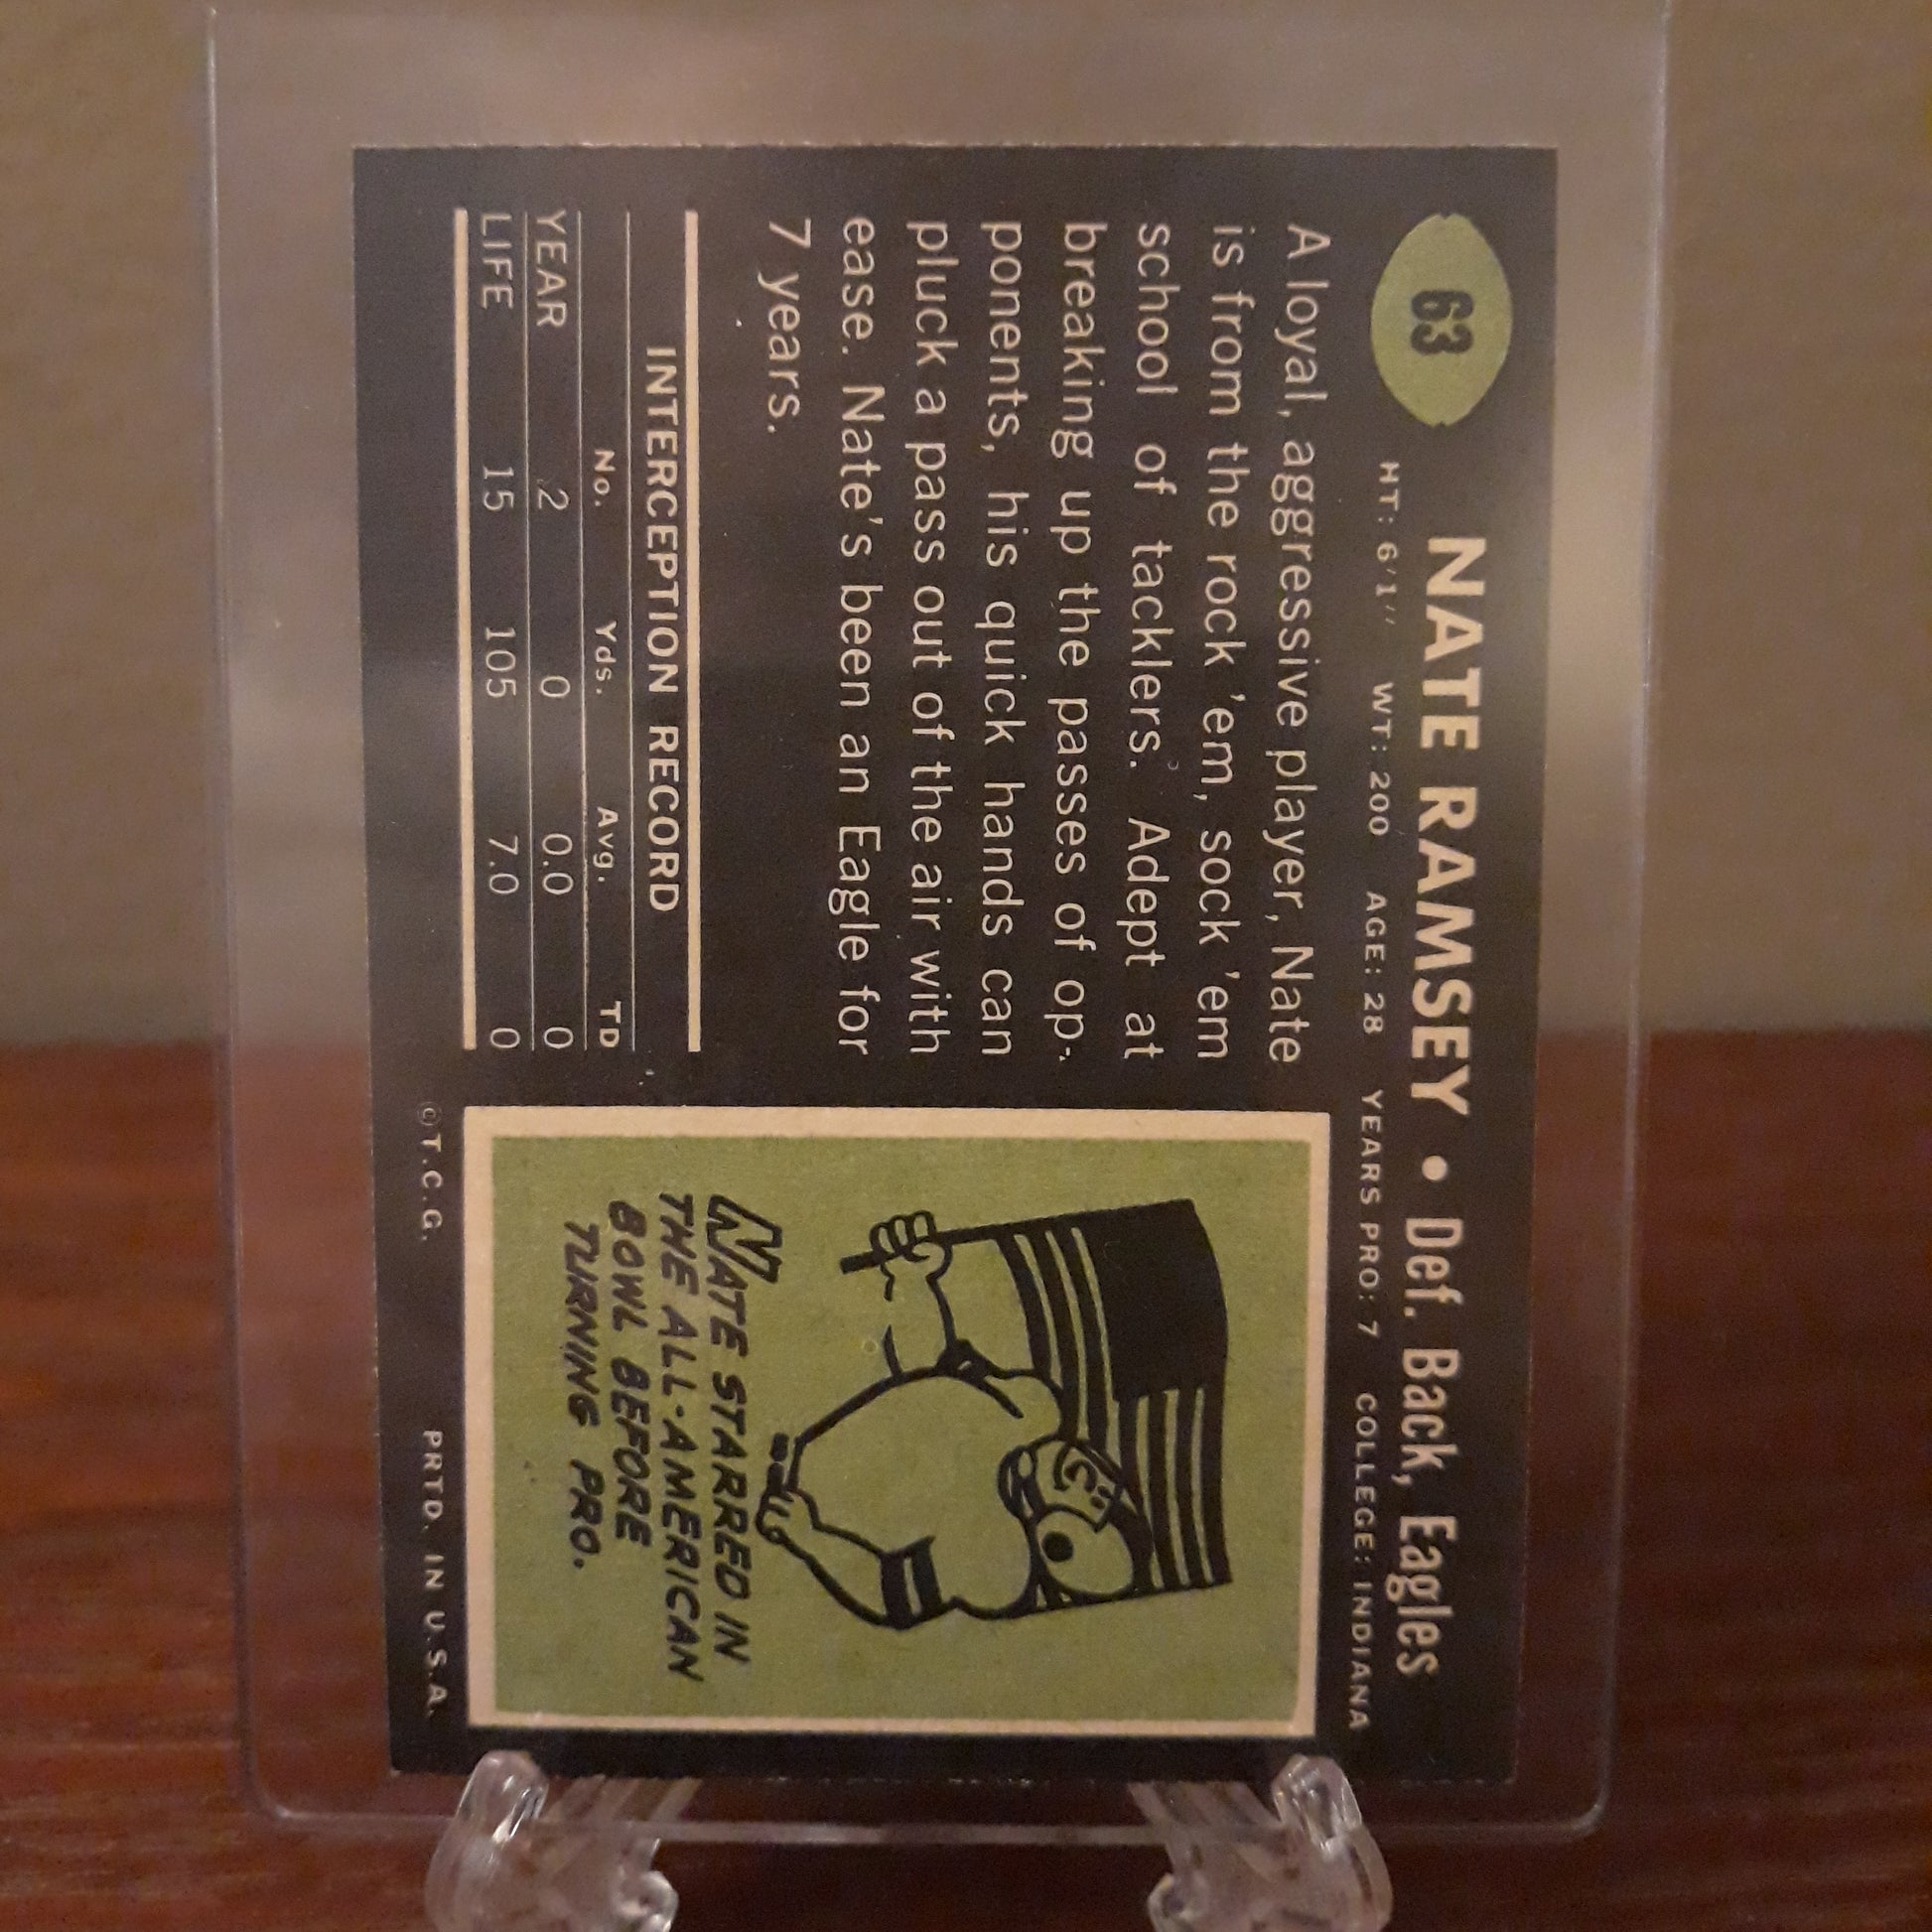 63
NATE RAMSEY • Def. Back, Eagles
HT: 6'1" WT: 200 AGE: 28 YEARS PRO: 7 COLLEGE: INDIANA
A loyal, aggressive player, Nate
is from the rock 'em, sock 'em
school of tacklers. Adept at
breaking up the passes of op-
ponents, his quick hands can
pluck a pass out of the air with
ease. Nate's been an Eagle for
7 years.
INTERCEPTION RECORD
No. Yds. Avg. TD
YEAR 2 0 0.0 0
LIFE 15 105 7.0 0
NATE STARRED IN
THE ALL-AMERICAN
BOWL BEFORE
TURNING PRO.
©T.C.G. PRTD. IN U.S.A.